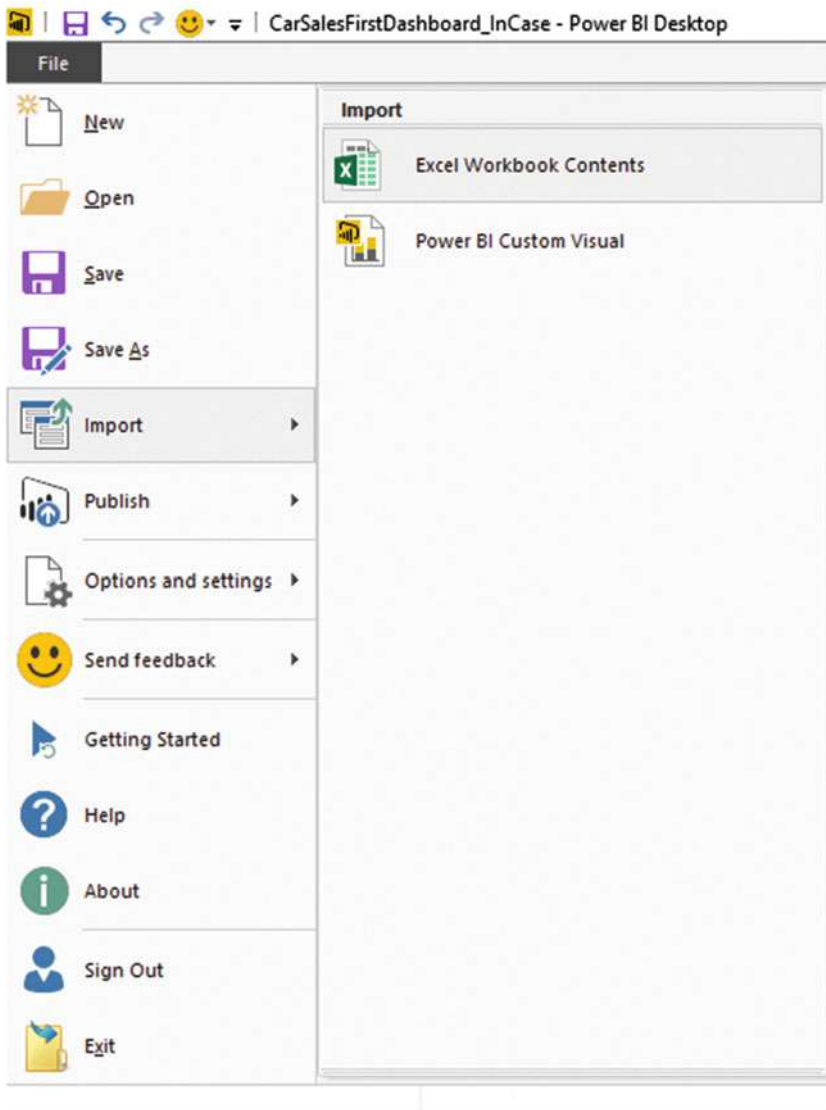 CarSalesFirstDashboard_InCase - Power BI Desktop
File
New
Open
Save
Save As
Import
Publish
Options and settings
Send feedback
Getting Started
Help
About
Sign Out
Exit
Import
Excel Workbook Contents
Power BI Custom Visual